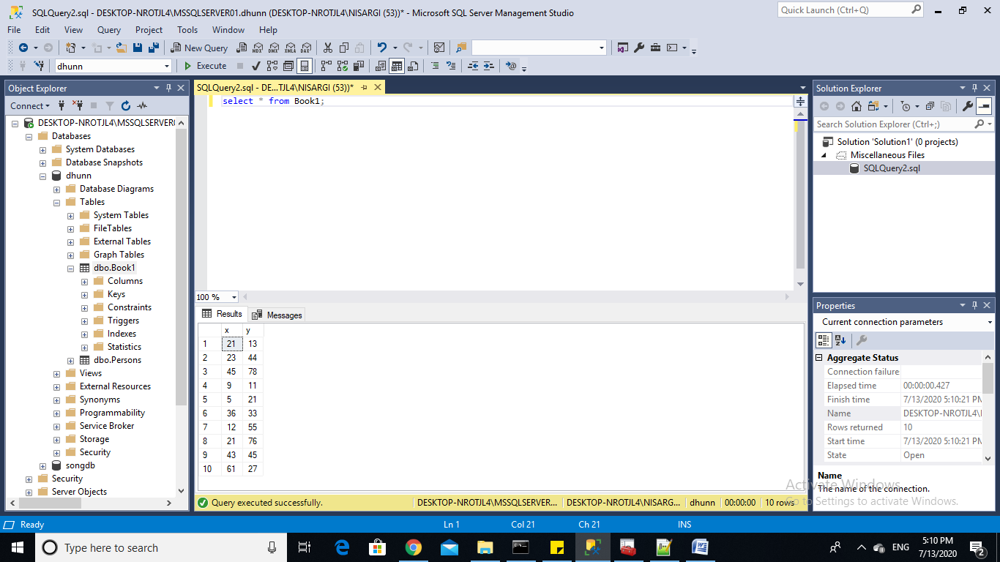 SQLQuery2.sql - DESKTOP-NROTJL4\MSSQLSERVER01.dhunn (DESKTOP-NROTJL4\NISARGI (53))* - Microsoft SQL Server Management Studio
Quick Launch (Ctrl+Q)
File Edit View Query Project Tools Window Help
New Query
MDX DMX XMLA DAX
dhunn
Execute
Object Explorer
Connect
DESKTOP-NROTJL4\MSSQLSERVER(
Databases
System Databases
Database Snapshots
dhunn
Database Diagrams
Tables
System Tables
FileTables
External Tables
Graph Tables
dbo.Book1
Columns
Keys
Constraints
Triggers
Indexes
Statistics
dbo.Persons
Views
External Resources
Synonyms
Programmability
Service Broker
Storage
Security
songdb
Security
Server Objects
SQLQuery2.sql - DE...TJL4\NISARGI (53))*
select * from Book1;
100 %
Results Messages
x y
1 21 13
2 23 44
3 45 78
4 9 11
5 5 21
6 36 33
7 12 55
8 21 76
9 43 45
10 61 27
Query executed successfully. DESKTOP-NROTJL4\MSSQLSERVER... DESKTOP-NROTJL4\NISARG... dhunn 00:00:00 10 rows
Solution Explorer
Search Solution Explorer (Ctrl+;)
Solution 'Solution1' (0 projects)
Miscellaneous Files
SQLQuery2.sql
Properties
Current connection parameters
Aggregate Status
Connection failure
Elapsed time 00:00:00.427
Finish time 7/13/2020 5:10:21 PM
Name DESKTOP-NROTJL4\
Rows returned 10
Start time 7/13/2020 5:10:21 PM
State Open
Name
The name of the connection.
Activate Windows
Go to Settings to activate Windows.
Ready Ln 1 Col 21 Ch 21 INS
Type here to search
ENG
5:10 PM
7/13/2020
2